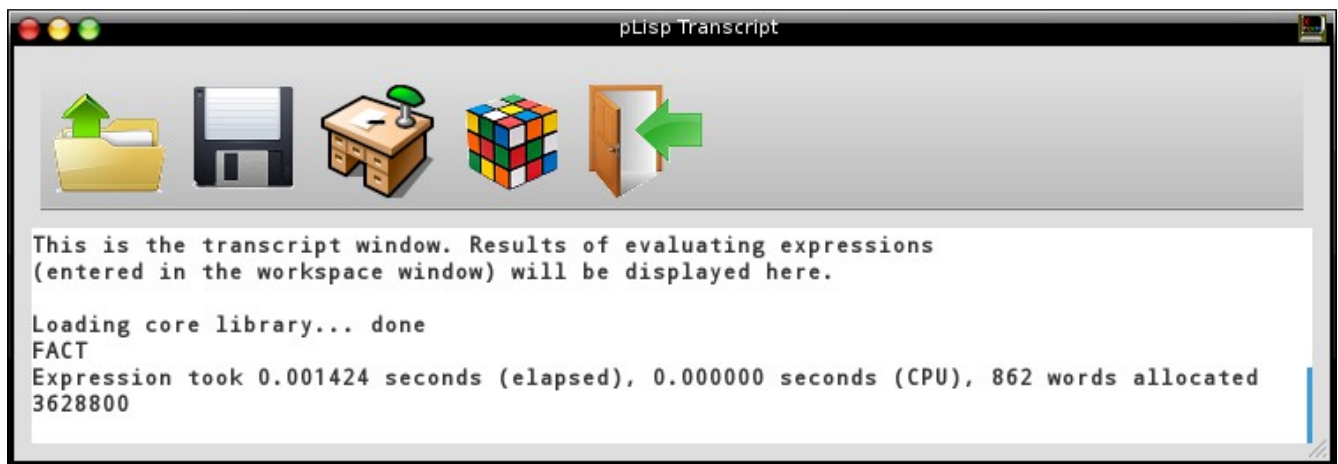 pLisp Transcript
This is the transcript window. Results of evaluating expressions
(entered in the workspace window) will be displayed here.
Loading core library... done
FACT
Expression took 0.001424 seconds (elapsed), 0.000000 seconds (CPU), 862 words allocated
3628800